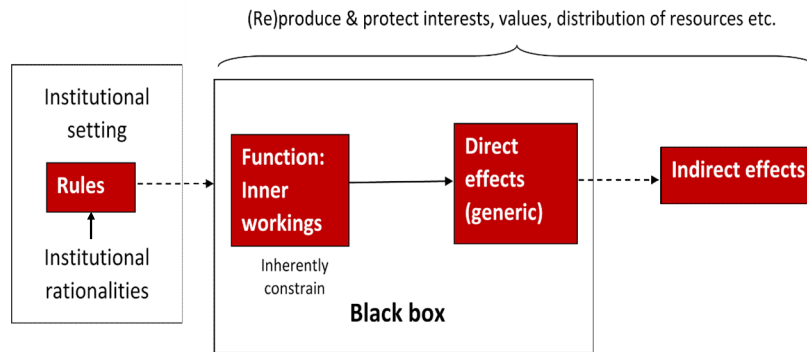 (Re)produce & protect interests, values, distribution of resources etc.
Institutional
setting
Rules
Institutional
rationalities
Function:
Inner
workings
Inherently
constrain
Direct
effects
(generic)
Black box
Indirect effects